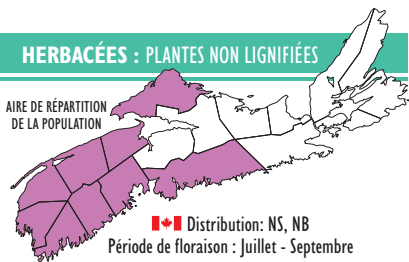 HERBACÉES : PLANTES NON LIGNIFIÉES
AIRE DE RÉPARTITION
DE LA POPULATION
Distribution: NS, NB
Période de floraison : Juillet - Septembre